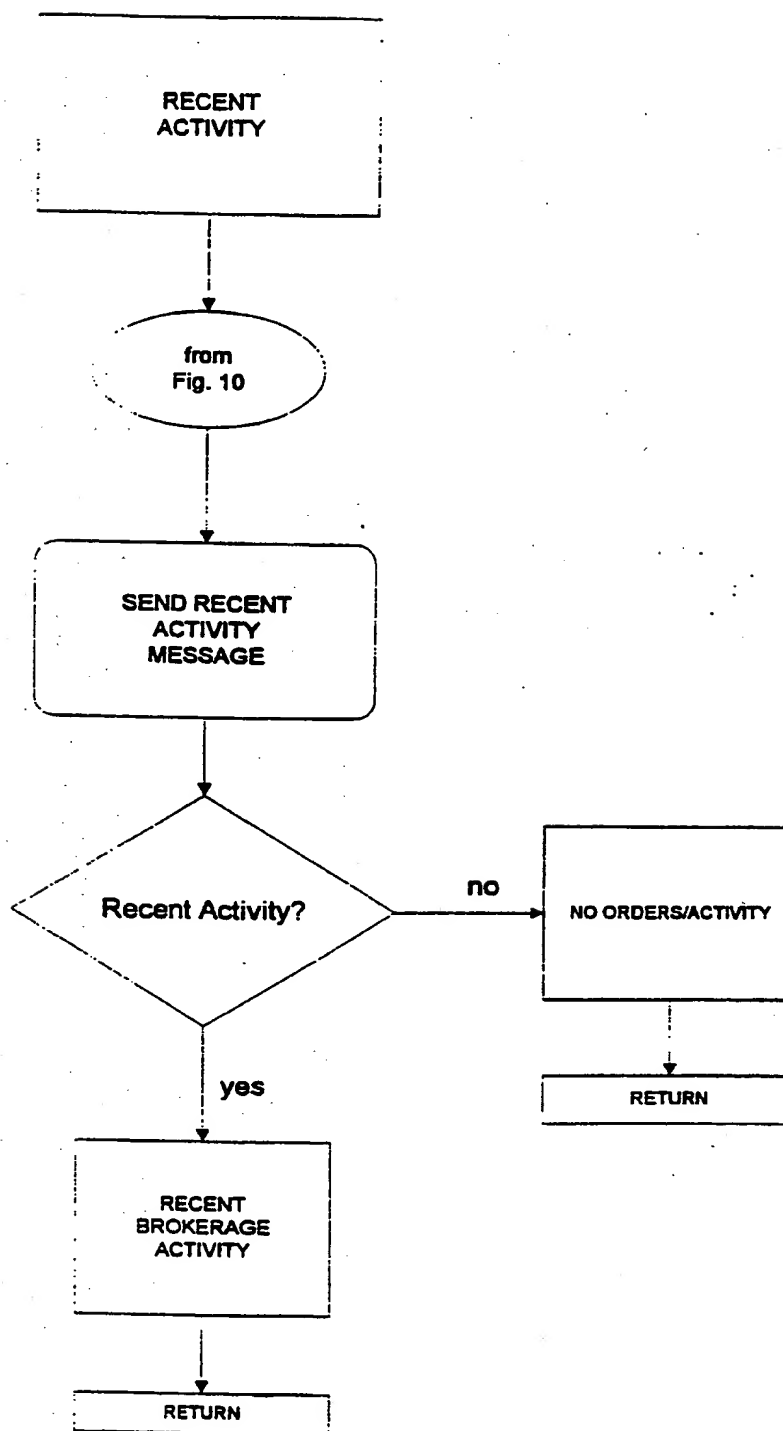 RECENT
ACTIVITY
from
Fig. 10
SEND RECENT
ACTIVITY
MESSAGE
Recent Activity?
no
NO ORDERS/ACTIVITY
RETURN
yes
RECENT
BROKERAGE
ACTIVITY
RETURN